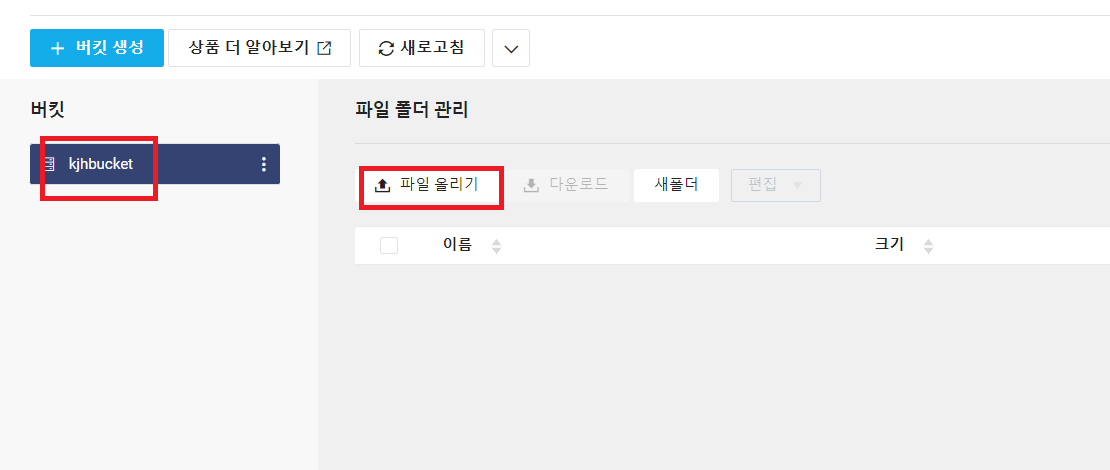 버킷 생성 상품 더 알아보기 새로고침
버킷
파일 폴더 관리
kjhbucket
파일 올리기 다운로드 새폴더 편집
이름 크기